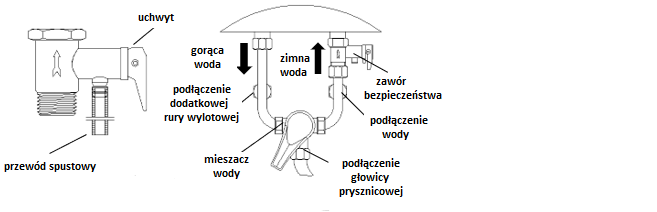 uchwyt
przewód spustowy
gorąca
woda
zimna
woda
podłączenie
dodatkowej
rury wylotowej
zawór
bezpieczeństwa
podłączenie
wody
mieszacz
wody
podłączenie
głowicy
prysznicowej